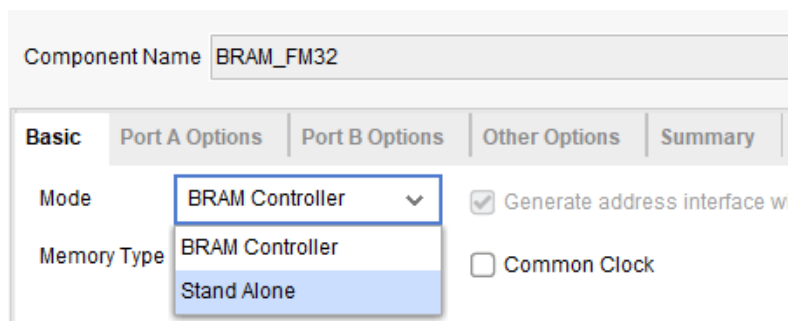 Component Name BRAM_FM32
Basic Port A Options Port B Options Other Options Summary
Mode BRAM Controller Generate address interface w
BRAM Controller
Memory Type Common Clock
Stand Alone